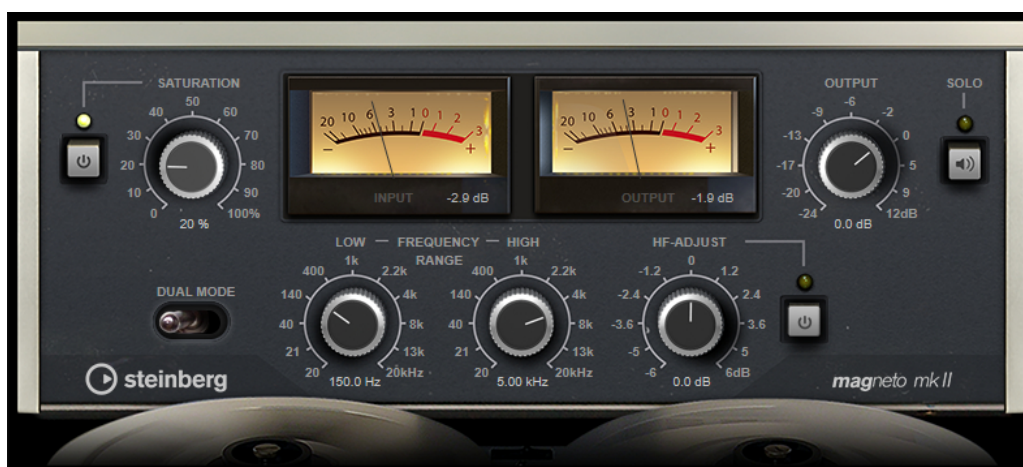 SATURATION
0
10
20
30
40
50
60
70
80
90
100%
20 %
20 10 6 3 1 0 1 2 3
- +
INPUT -2.9 dB
20 10 6 3 1 0 1 2 3
- +
OUTPUT -1.9 dB
OUTPUT
-24
-20
-17
-13
-9
-6
-2
0
5
9
12dB
0.0 dB
SOLO
DUAL MODE
LOW FREQUENCY HIGH
RANGE
20
21
40
140
400
1k
2.2k
4k
8k
13k
20kHz
150.0 Hz
20
21
40
140
400
1k
2.2k
4k
8k
13k
20kHz
5.00 kHz
HF-ADJUST
-6
-5
-3.6
-2.4
-1.2
0
1.2
2.4
3.6
5
6dB
0.0 dB
steinberg
magneto mkII